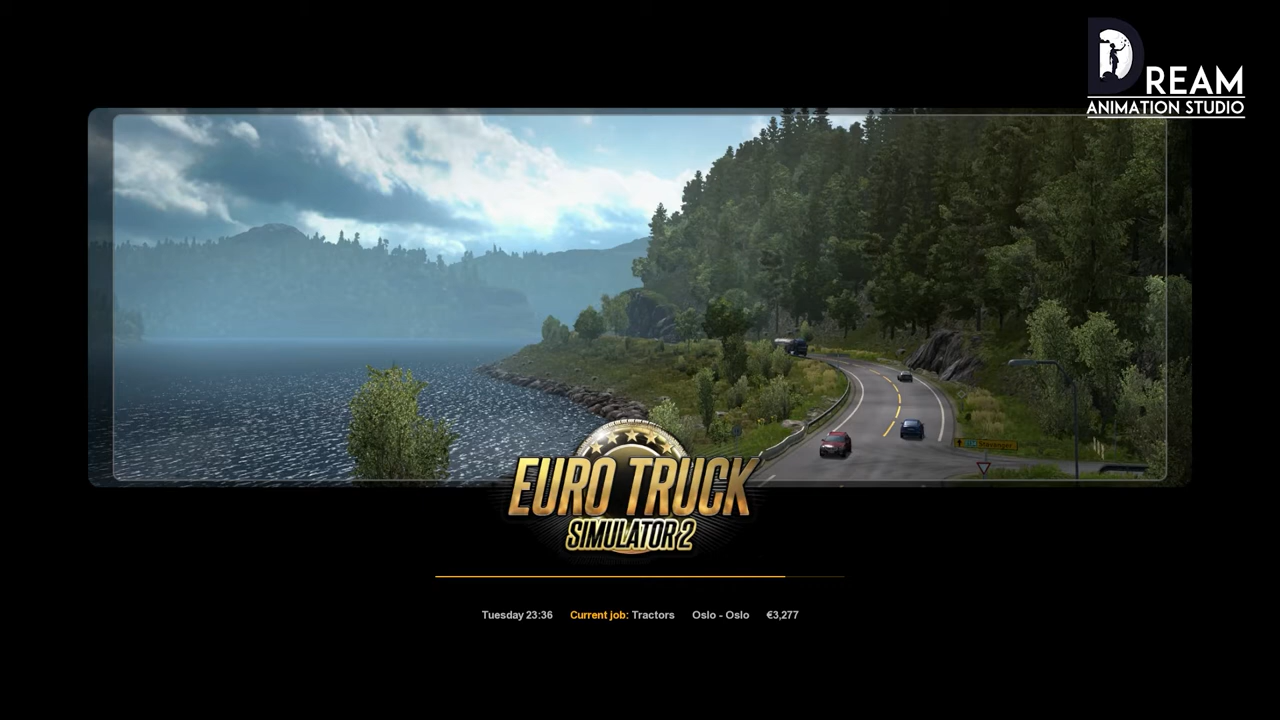 DREAM
ANIMATION STUDIO
EURO TRUCK
SIMULATOR 2
Tuesday 23:36 Current job: Tractors Oslo - Oslo €3,277